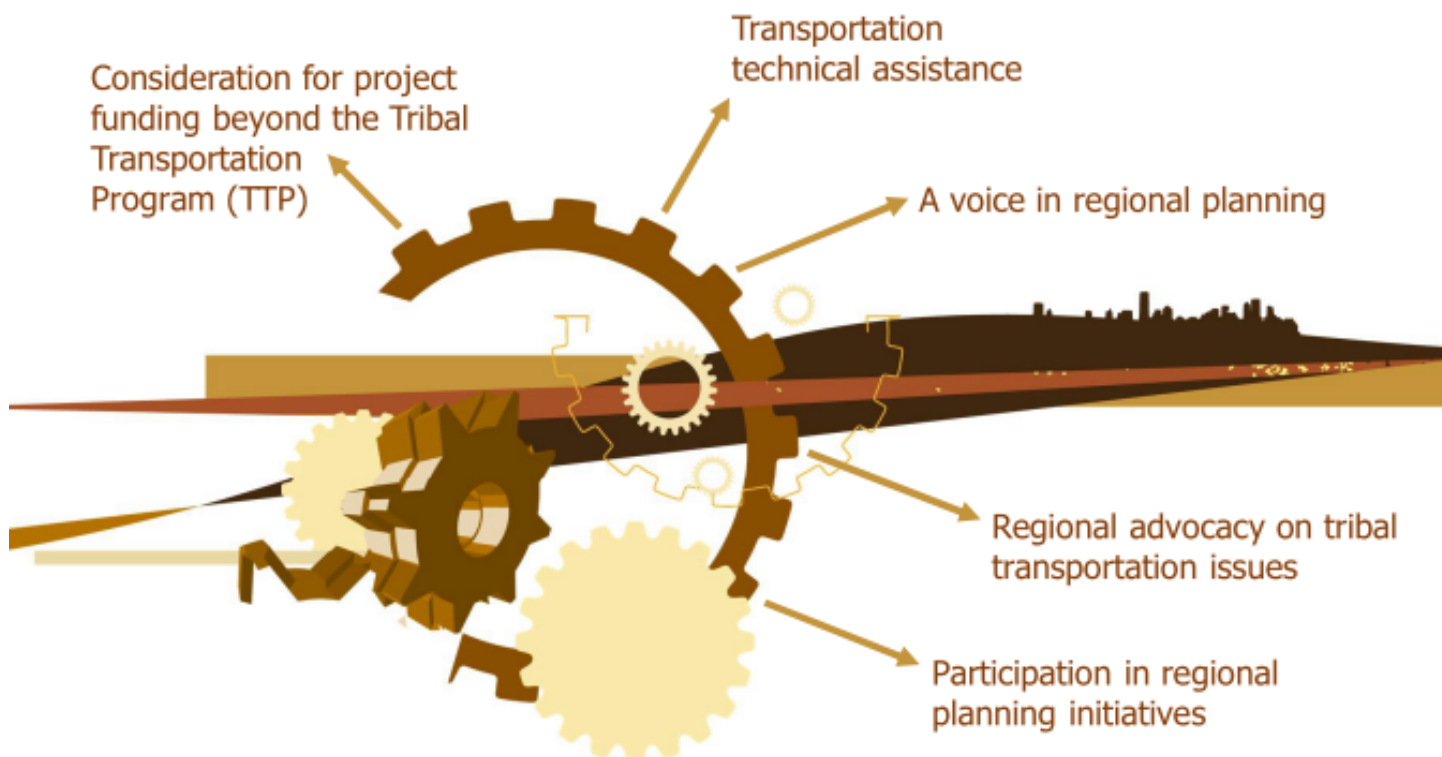 Transportation
technical assistance
Consideration for project
funding beyond the Tribal
Transportation
Program (TTP)
A voice in regional planning
Regional advocacy on tribal
transportation issues
Participation in regional
planning initiatives